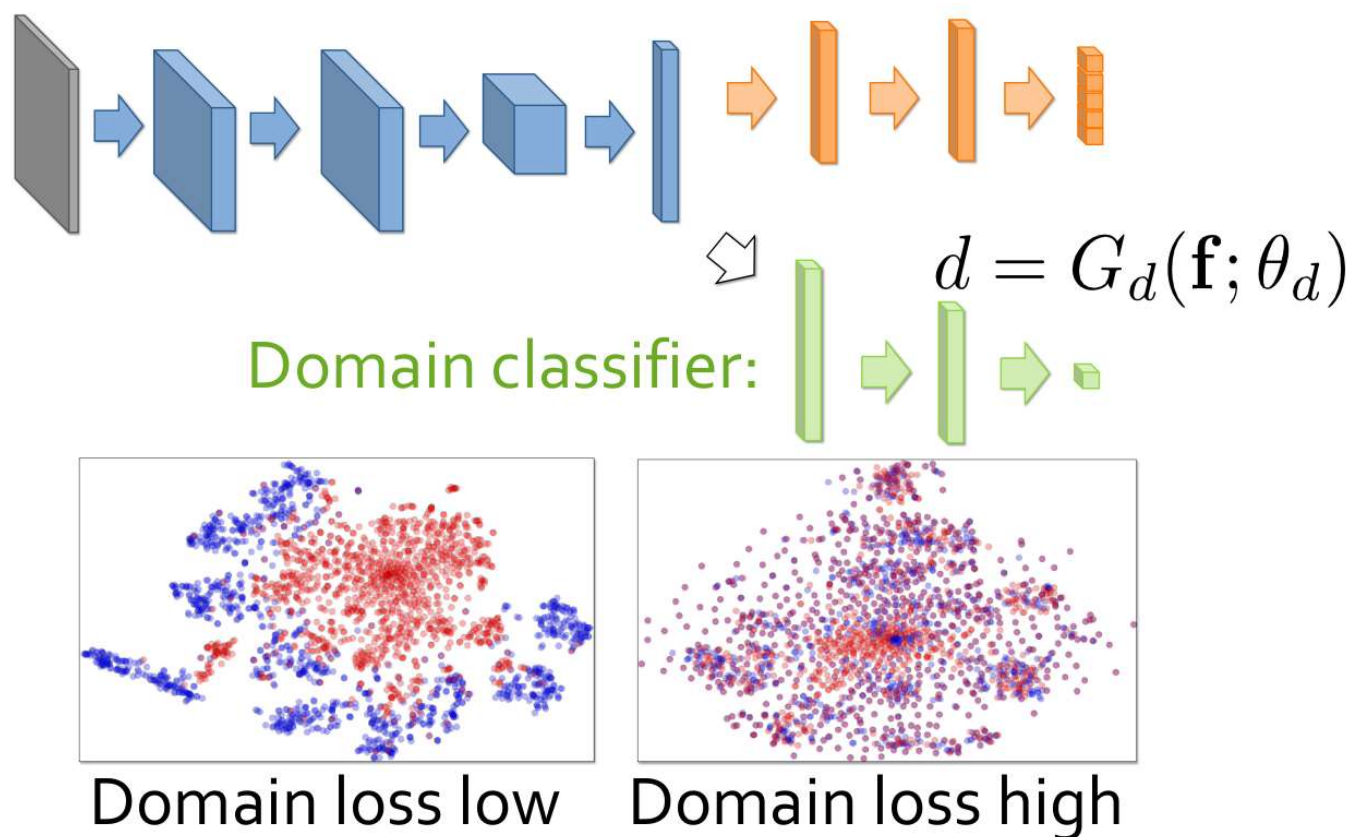 d = G_d(f; θ_d)
Domain classifier:
Domain loss low
Domain loss high